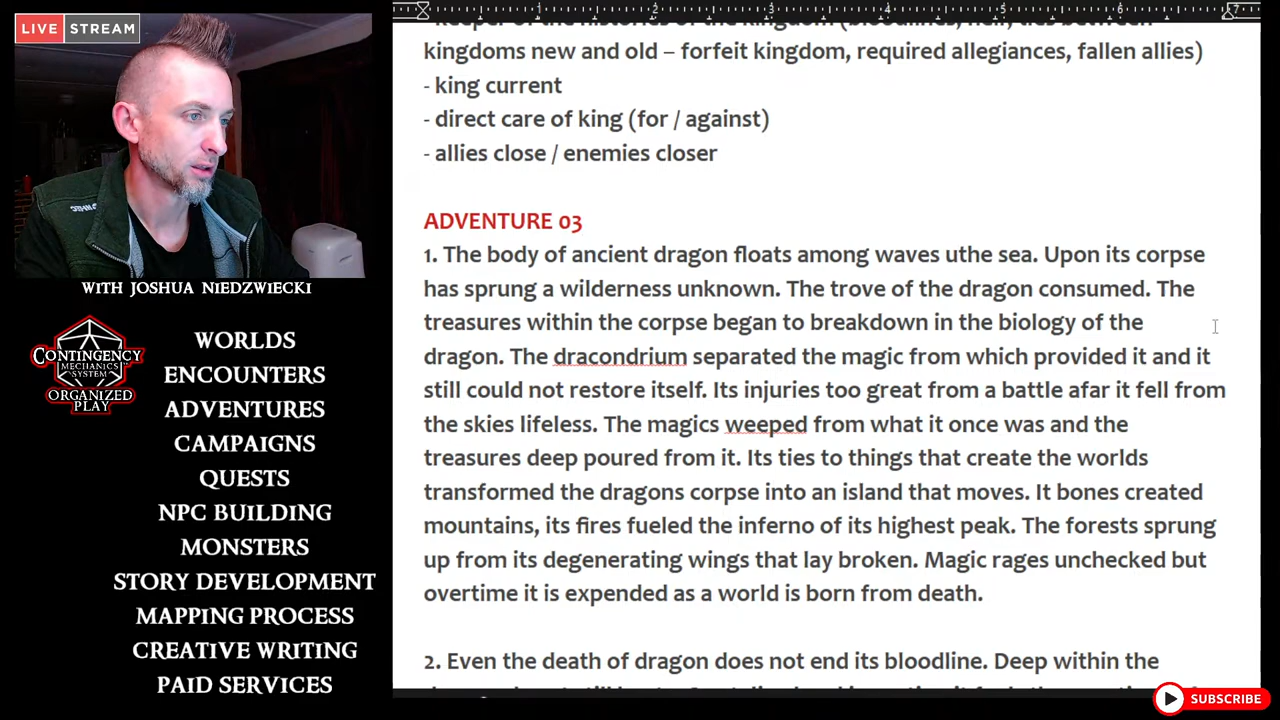 LIVE STREAM
WITH JOSHUA NIEDZWIECKI
CONTINGENCY
MECHANICS
SYSTEM
ORGANIZED
PLAY
WORLDS
ENCOUNTERS
ADVENTURES
CAMPAIGNS
QUESTS
NPC BUILDING
MONSTERS
STORY DEVELOPMENT
MAPPING PROCESS
CREATIVE WRITING
PAID SERVICES
1 2 3 4 5 6 7
kingdoms new and old – forfeit kingdom, required allegiances, fallen allies)
- king current
- direct care of king (for / against)
- allies close / enemies closer
ADVENTURE 03
1. The body of ancient dragon floats among waves uthe sea. Upon its corpse
has sprung a wilderness unknown. The trove of the dragon consumed. The
treasures within the corpse began to breakdown in the biology of the
dragon. The dracondrium separated the magic from which provided it and it
still could not restore itself. Its injuries too great from a battle afar it fell from
the skies lifeless. The magics weeped from what it once was and the
treasures deep poured from it. Its ties to things that create the worlds
transformed the dragons corpse into an island that moves. It bones created
mountains, its fires fueled the inferno of its highest peak. The forests sprung
up from its degenerating wings that lay broken. Magic rages unchecked but
overtime it is expended as a world is born from death.
2. Even the death of dragon does not end its bloodline. Deep within the
SUBSCRIBE